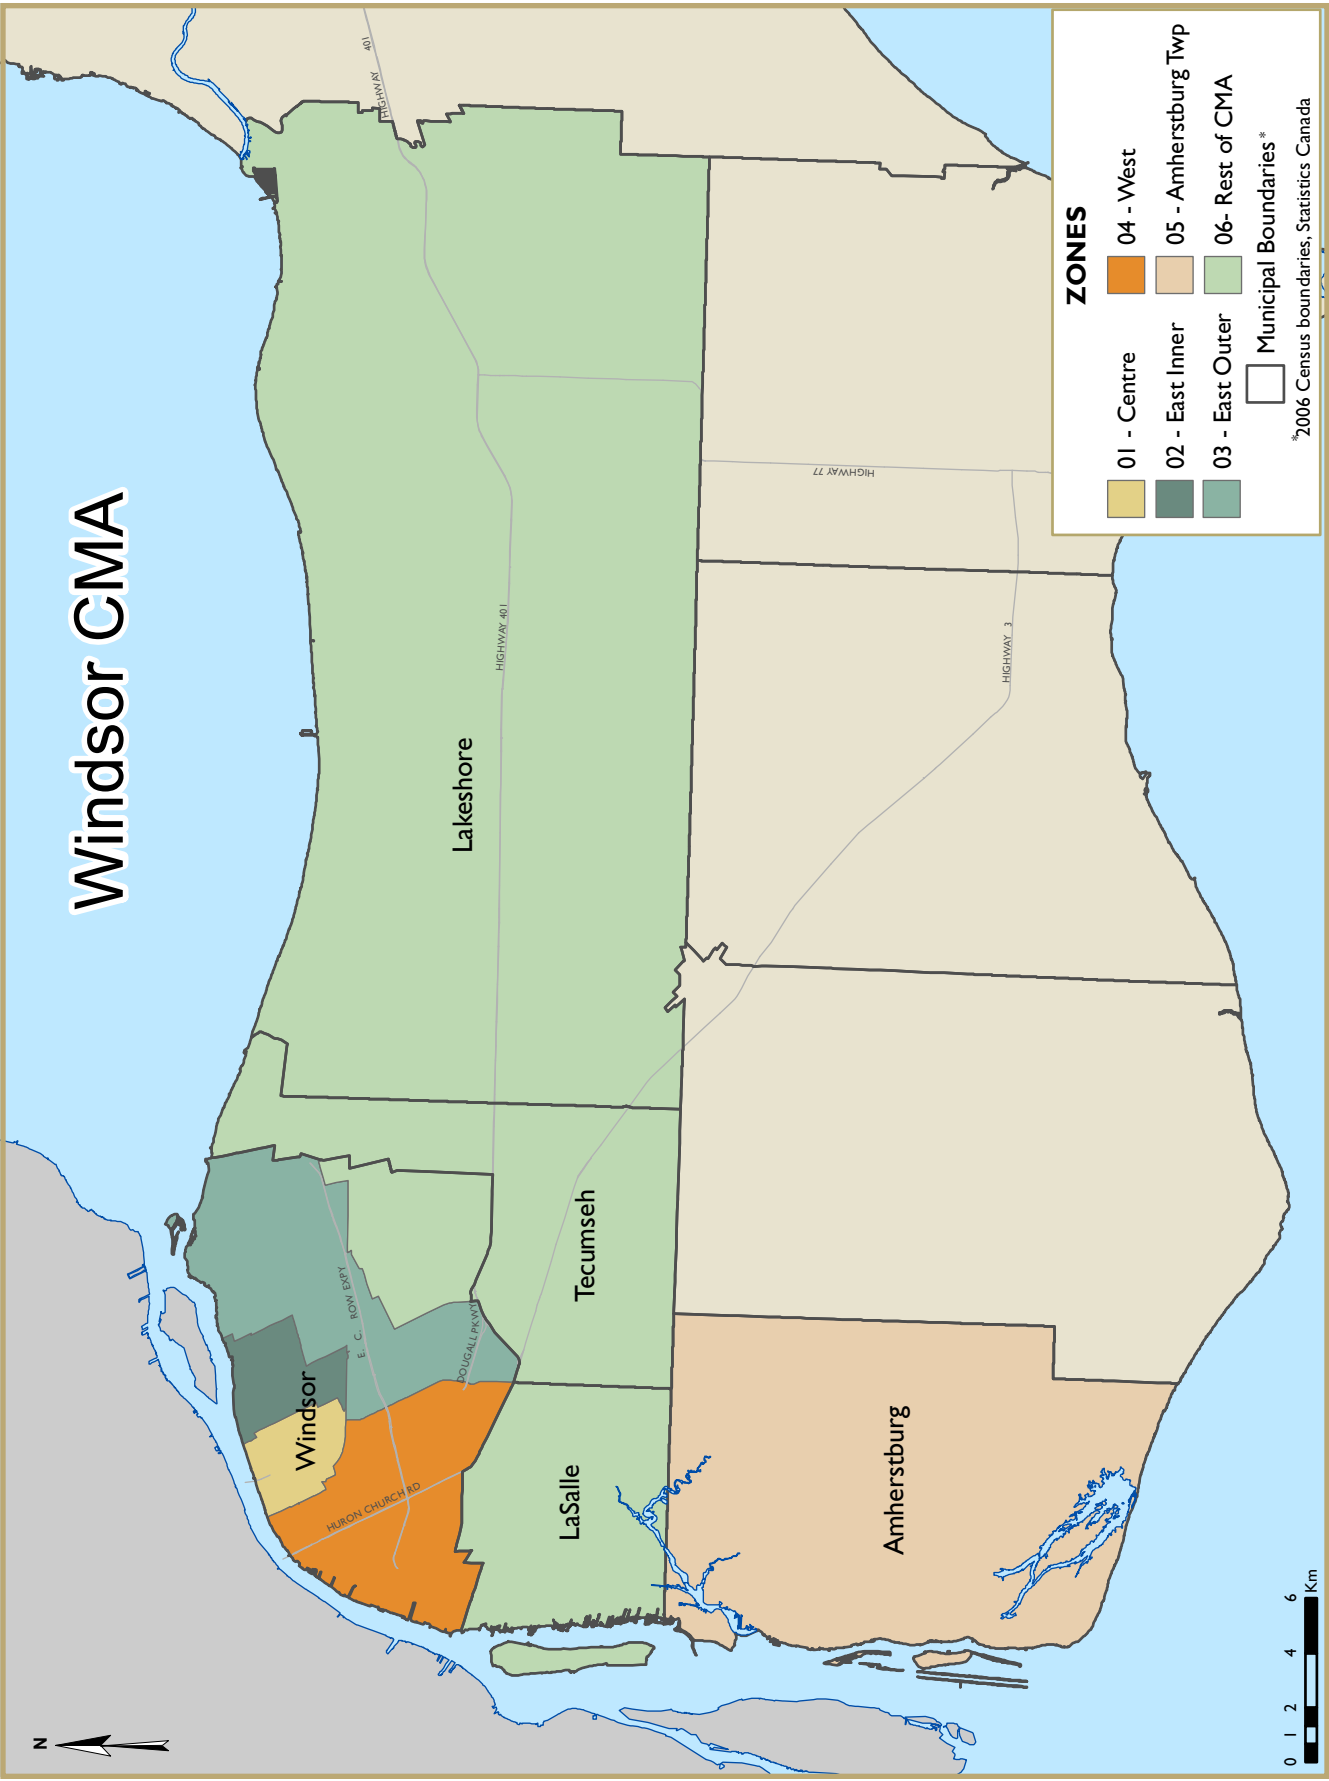 Windsor CMA
N
HIGHWAY 401
HIGHWAY 401
Lakeshore
HIGHWAY 77
HIGHWAY 3
Windsor
E. C. ROW EXPY
DOUGALL PKWY
HURON CHURCH RD
Tecumseh
LaSalle
Amherstburg
0 1 2 4 6
Km
ZONES
01 - Centre
02 - East Inner
03 - East Outer
04 - West
05 - Amherstburg Twp
06- Rest of CMA
Municipal Boundaries*
*2006 Census boundaries, Statistics Canada